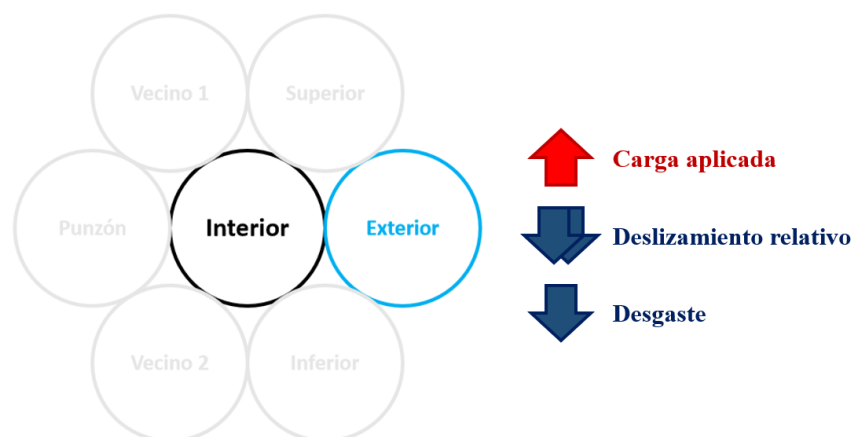 Vecino 1
Superior
Punzón
Interior
Exterior
Vecino 2
Inferior
Carga aplicada
Deslizamiento relativo
Desgaste